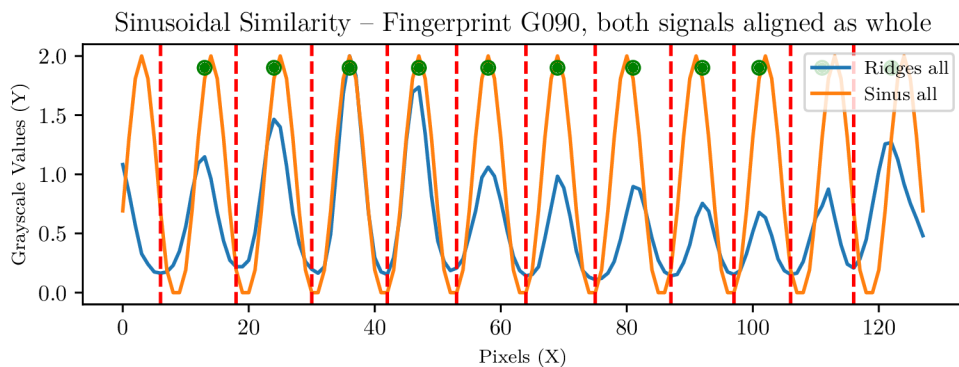 Sinusoidal Similarity – Fingerprint G090, both signals aligned as whole
Grayscale Values (Y)
2.0
1.5
1.0
0.5
0.0
Ridges all
Sinus all
0 20 40 60 80 100 120
Pixels (X)